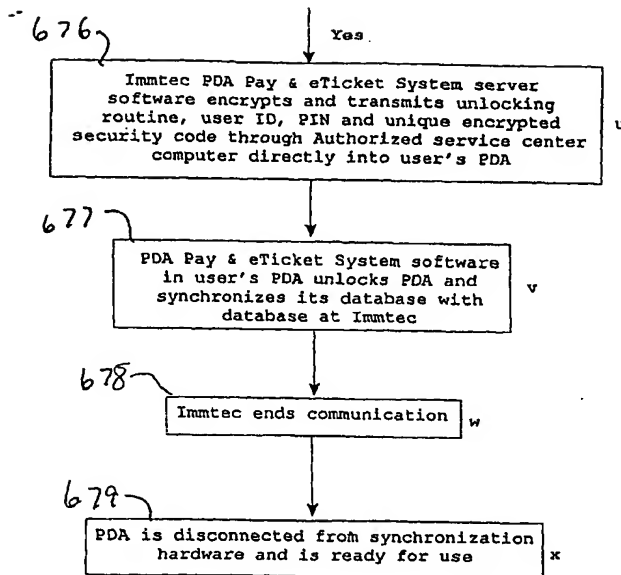 676
Yes
Immtec PDA Pay & eTicket System server
software encrypts and transmits unlocking
routine, user ID, PIN and unique encrypted
security code through Authorized service center
computer directly into user's PDA
u
677
PDA Pay & eTicket System software
in user's PDA unlocks PDA and
synchronizes its database with
database at Immtec
v
678
Immtec ends communication
w
679
PDA is disconnected from synchronization
hardware and is ready for use
x